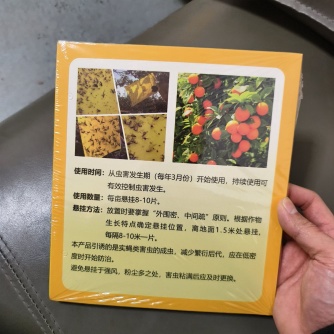 使用时间：从虫害发生期（每年3月份）开始使用，持续使用可
有效控制虫害发生。
使用数量：每亩悬挂8-10片。
悬挂方法：放置时要掌握“外围密、中间疏”原则。根据作物
生长特点确定悬挂位置，离地面1.5米处悬挂，
每隔8-10米一片。
本产品引诱的是实蝇类害虫的成虫，减少繁衍后代，应在低密
度时开始防治。
避免悬挂于强风，粉尘多之处，害虫粘满后应及时更换。